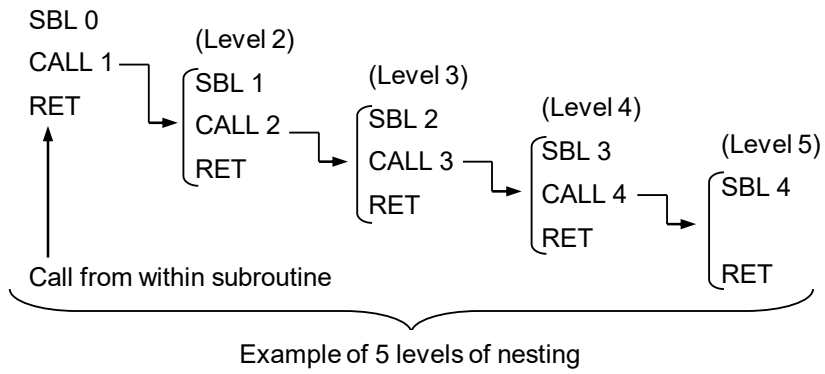 SBL 0
CALL 1
RET
(Level 2)
SBL 1
CALL 2
RET
(Level 3)
SBL 2
CALL 3
RET
(Level 4)
SBL 3
CALL 4
RET
(Level 5)
SBL 4
RET
Call from within subroutine
Example of 5 levels of nesting